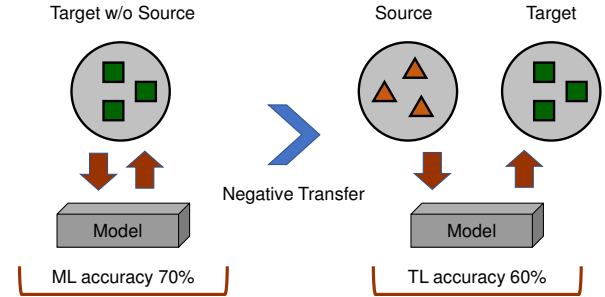 Target w/o Source
Source
Target
Negative Transfer
Model
Model
ML accuracy 70%
TL accuracy 60%